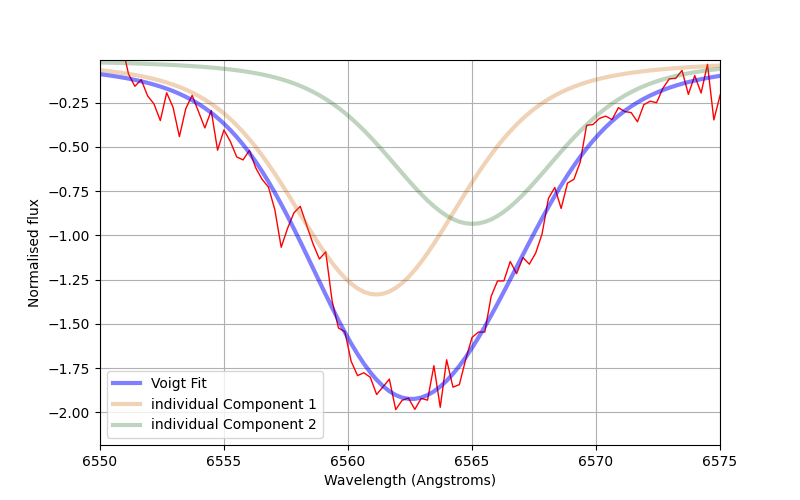 −0.25
−0.50
−0.75
−1.00
−1.25
−1.50
−1.75
−2.00
Normalised flux
Voigt Fit
individual Component 1
individual Component 2
6550 6555 6560 6565 6570 6575
Wavelength (Angstroms)